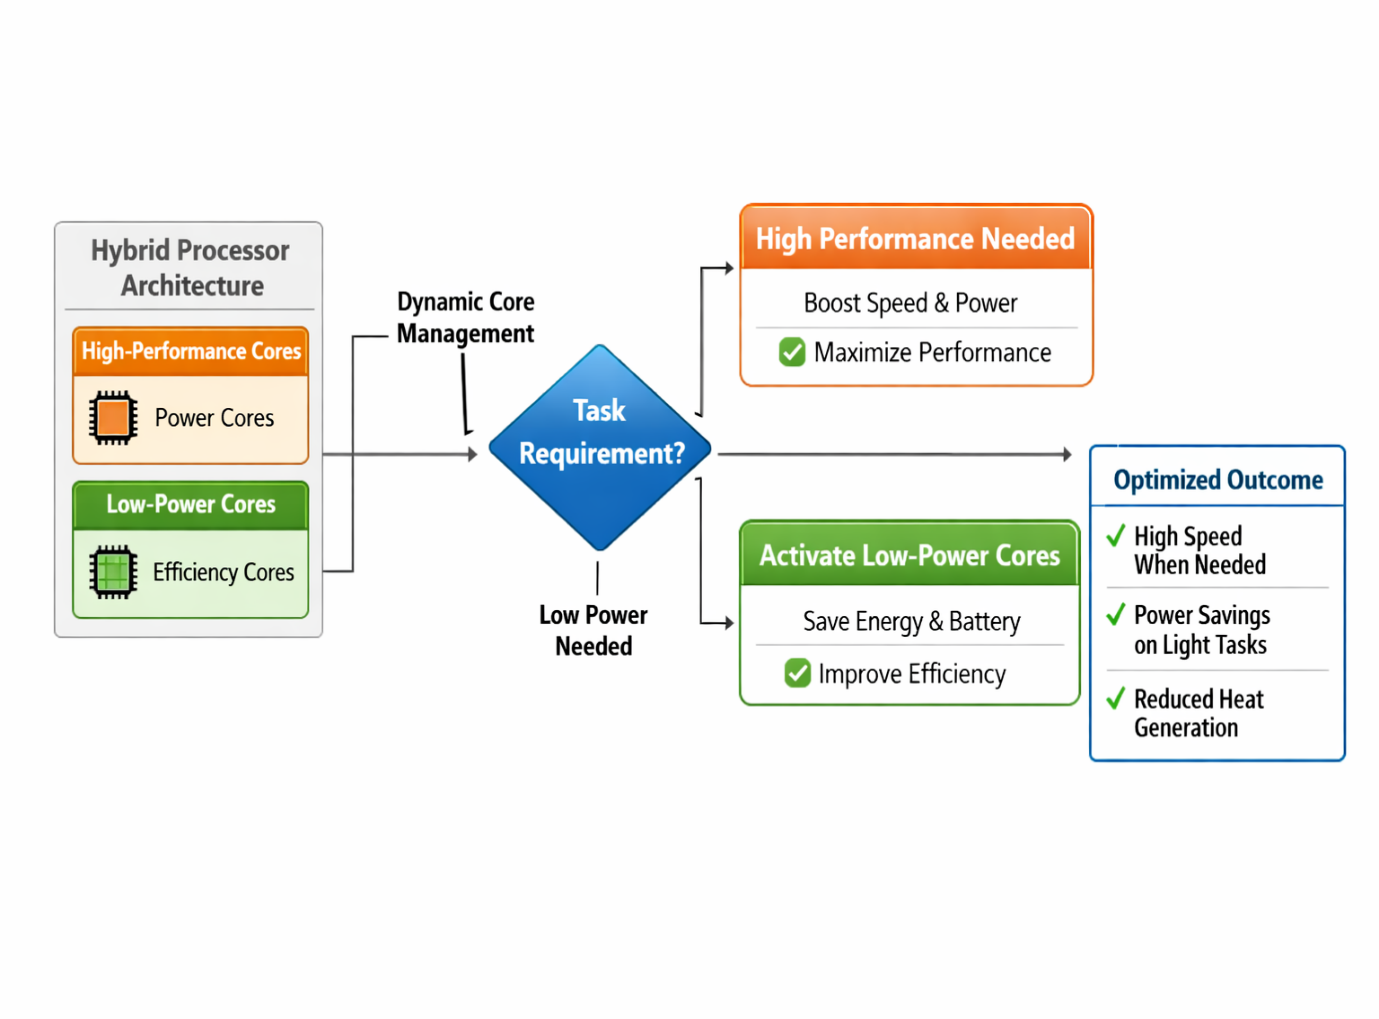 Hybrid Processor
Architecture
High-Performance Cores
Power Cores
Low-Power Cores
Efficiency Cores
Dynamic Core
Management
Task
Requirement?
Low Power
Needed
High Performance Needed
Boost Speed & Power
Maximize Performance
Activate Low-Power Cores
Save Energy & Battery
Improve Efficiency
Optimized Outcome
High Speed
When Needed
Power Savings
on Light Tasks
Reduced Heat
Generation